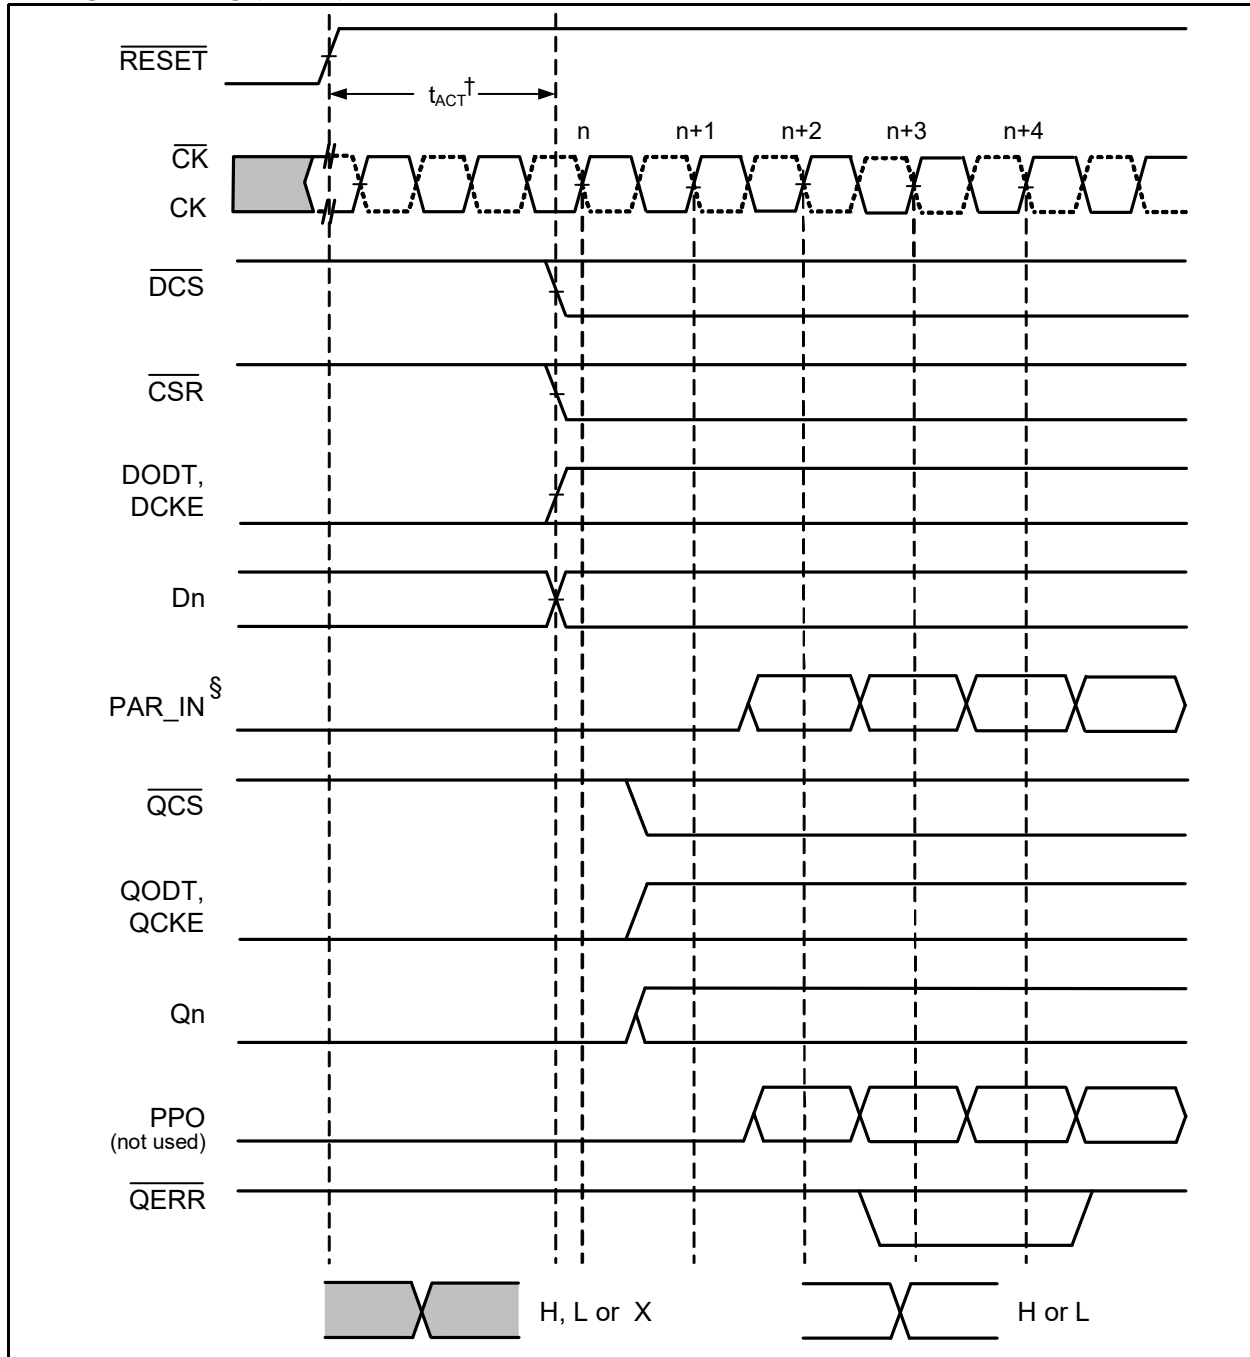 RESET
tACT†
n n+1 n+2 n+3 n+4
CK
CK
DCS
CSR
DODT,
DCKE
Dn
PAR_IN§
QCS
QODT,
QCKE
Qn
PPO
(not used)
QERR
H, L or X
H or L